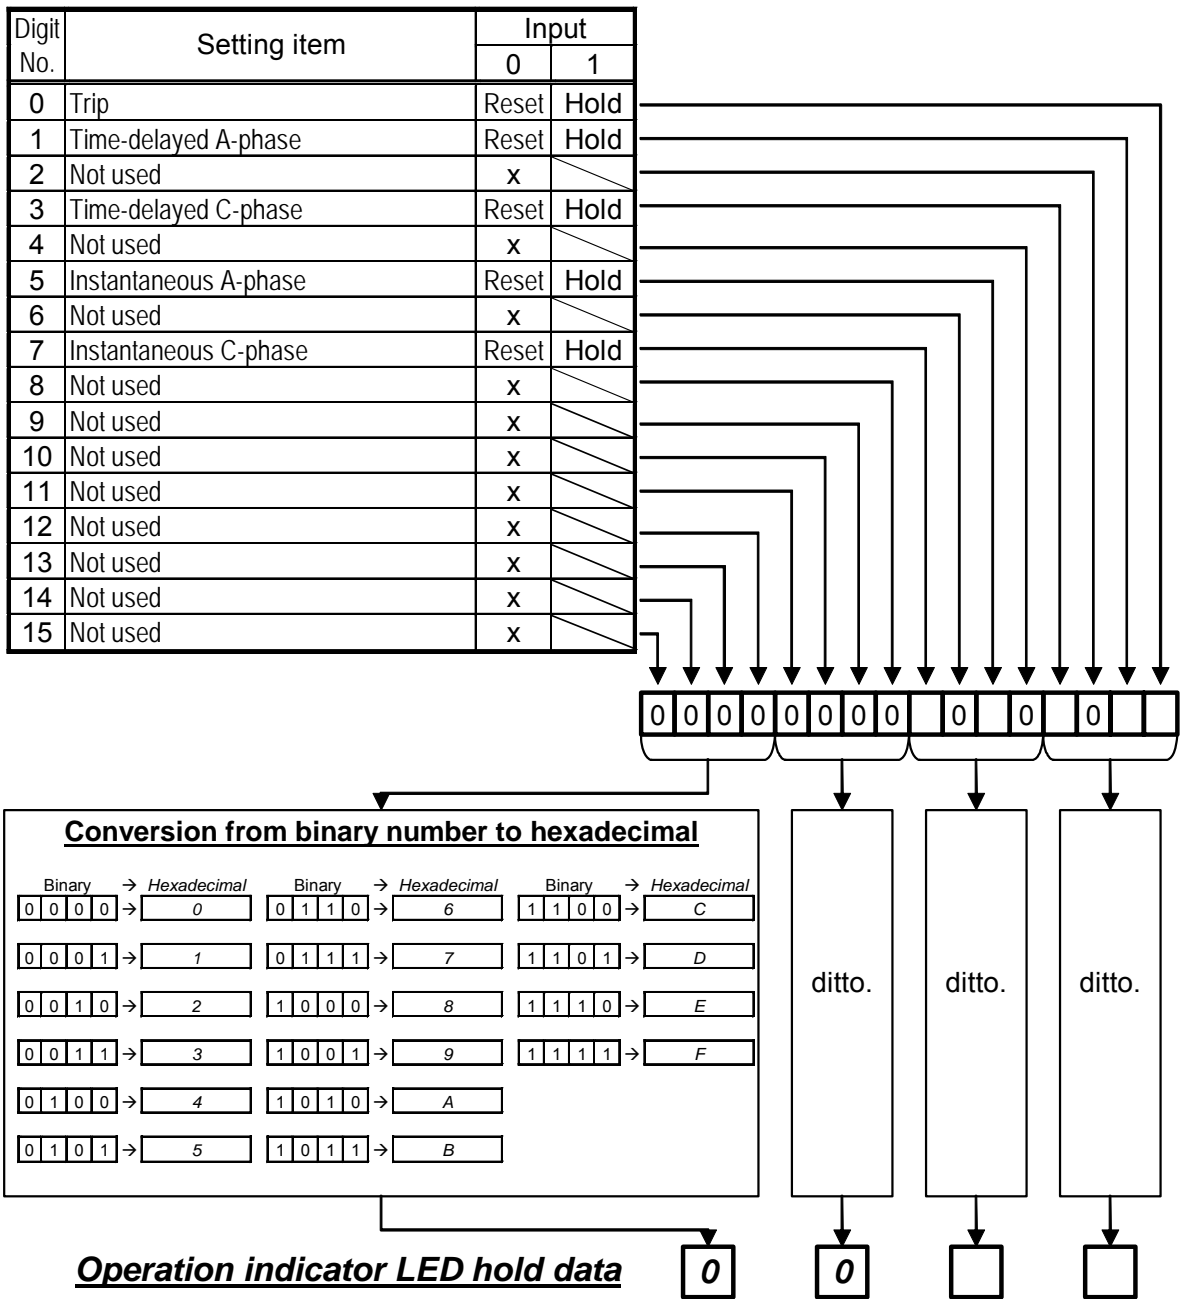 Digit No. Setting item Input
0 1
0 Trip Reset Hold
1 Time-delayed A-phase Reset Hold
2 Not used x
3 Time-delayed C-phase Reset Hold
4 Not used x
5 Instantaneous A-phase Reset Hold
6 Not used x
7 Instantaneous C-phase Reset Hold
8 Not used x
9 Not used x
10 Not used x
11 Not used x
12 Not used x
13 Not used x
14 Not used x
15 Not used x
0 0 0 0 0 0 0 0 0 0 0
Conversion from binary number to hexadecimal
Binary → Hexadecimal Binary → Hexadecimal Binary → Hexadecimal
0 0 0 0 → 0 0 1 1 0 → 6 1 1 0 0 → C
0 0 0 1 → 1 0 1 1 1 → 7 1 1 0 1 → D
0 0 1 0 → 2 1 0 0 0 → 8 1 1 1 0 → E
0 0 1 1 → 3 1 0 0 1 → 9 1 1 1 1 → F
0 1 0 0 → 4 1 0 1 0 → A
0 1 0 1 → 5 1 0 1 1 → B
ditto. ditto. ditto.
Operation indicator LED hold data 0 0